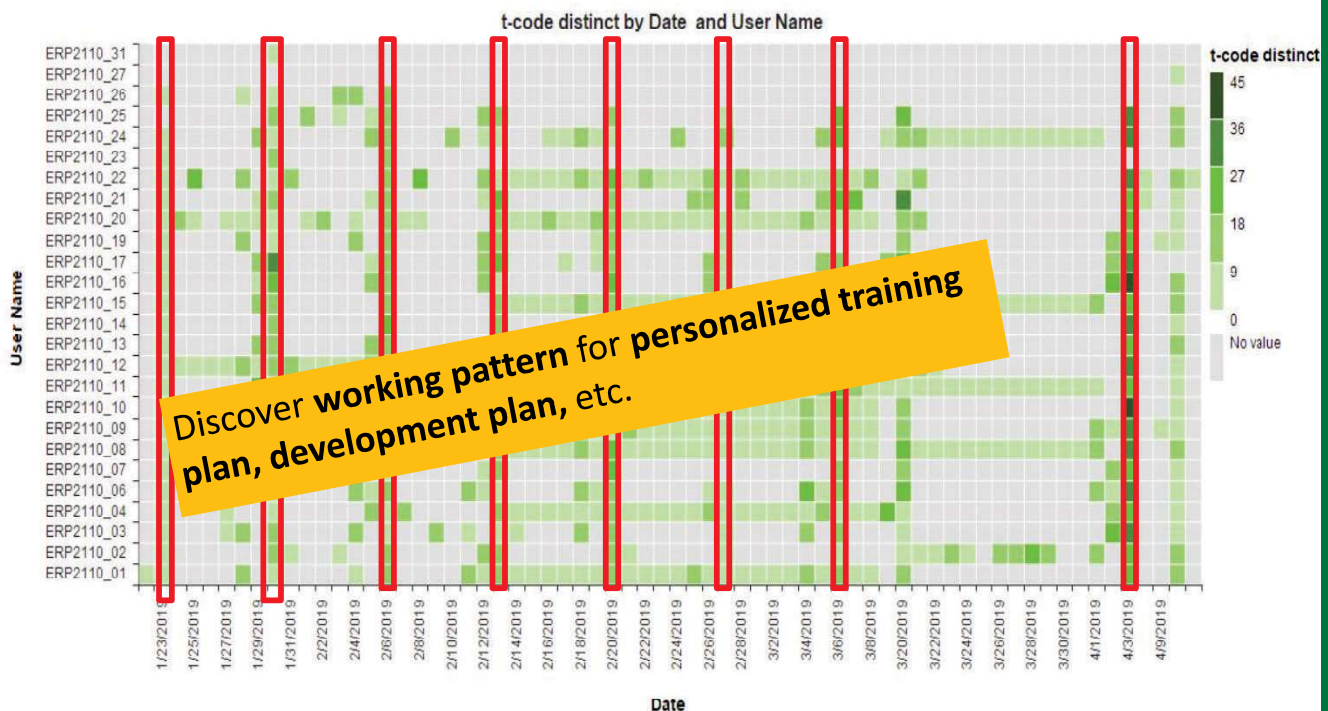 t-code distinct by Date and User Name
t-code distinct
45
36
27
18
9
0
No value
User Name
ERP2110_31
ERP2110_27
ERP2110_26
ERP2110_25
ERP2110_24
ERP2110_23
ERP2110_22
ERP2110_21
ERP2110_20
ERP2110_19
ERP2110_17
ERP2110_16
ERP2110_15
ERP2110_14
ERP2110_13
ERP2110_12
ERP2110_11
ERP2110_10
ERP2110_09
ERP2110_08
ERP2110_07
ERP2110_06
ERP2110_04
ERP2110_03
ERP2110_02
ERP2110_01
Discover working pattern for personalized training
plan, development plan, etc.
1/23/2019
1/25/2019
1/27/2019
1/29/2019
1/31/2019
2/2/2019
2/4/2019
2/6/2019
2/8/2019
2/10/2019
2/12/2019
2/14/2019
2/16/2019
2/18/2019
2/20/2019
2/22/2019
2/24/2019
2/26/2019
2/28/2019
3/2/2019
3/4/2019
3/6/2019
3/8/2019
3/20/2019
3/22/2019
3/24/2019
3/26/2019
3/28/2019
3/30/2019
4/1/2019
4/3/2019
4/9/2019
Date